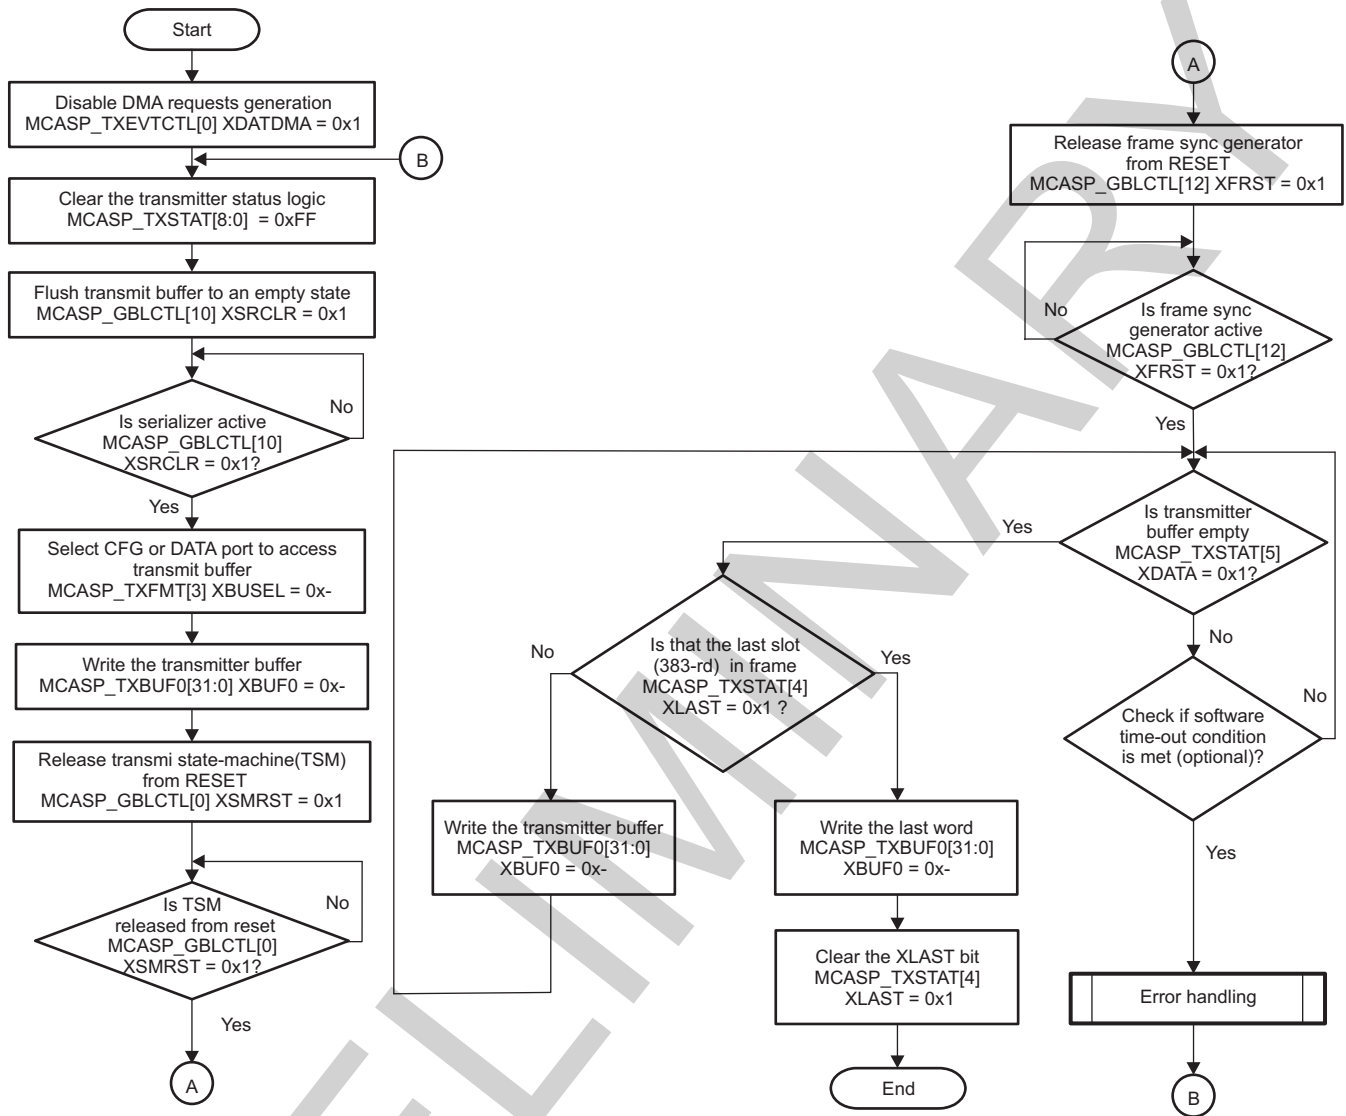 Start
Disable DMA requests generation
MCASP_TXEVTCTL[0] XDATDMA = 0x1
B
Clear the transmitter status logic
MCASP_TXSTAT[8:0] = 0xFF
Flush transmit buffer to an empty state
MCASP_GBLCTL[10] XSRCLR = 0x1
No
Is serializer active
MCASP_GBLCTL[10]
XSRCLR = 0x1?
Yes
Select CFG or DATA port to access
transmit buffer
MCASP_TXFMT[3] XBUSEL = 0x-
Write the transmitter buffer
MCASP_TXBUF0[31:0] XBUF0 = 0x-
Release transmi state-machine(TSM)
from RESET
MCASP_GBLCTL[0] XSMRST = 0x1
No
Is TSM
released from reset
MCASP_GBLCTL[0]
XSMRST = 0x1?
Yes
A
A
Release frame sync generator
from RESET
MCASP_GBLCTL[12] XFRST = 0x1
No
Is frame sync
generator active
MCASP_GBLCTL[12]
XFRST = 0x1?
Yes
Is transmitter
buffer empty
MCASP_TXSTAT[5]
XDATA = 0x1?
Yes
No
Is that the last slot
(383-rd) in frame
MCASP_TXSTAT[4]
XLAST = 0x1 ?
No
Yes
Check if software
time-out condition
is met (optional)?
No
Yes
Write the transmitter buffer
MCASP_TXBUF0[31:0]
XBUF0 = 0x-
Write the last word
MCASP_TXBUF0[31:0]
XBUF0 = 0x-
Clear the XLAST bit
MCASP_TXSTAT[4]
XLAST = 0x1
End
Error handling
B
ELIMINARY